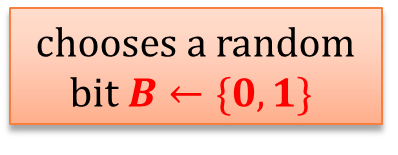 chooses a random
bit B ← {0, 1}